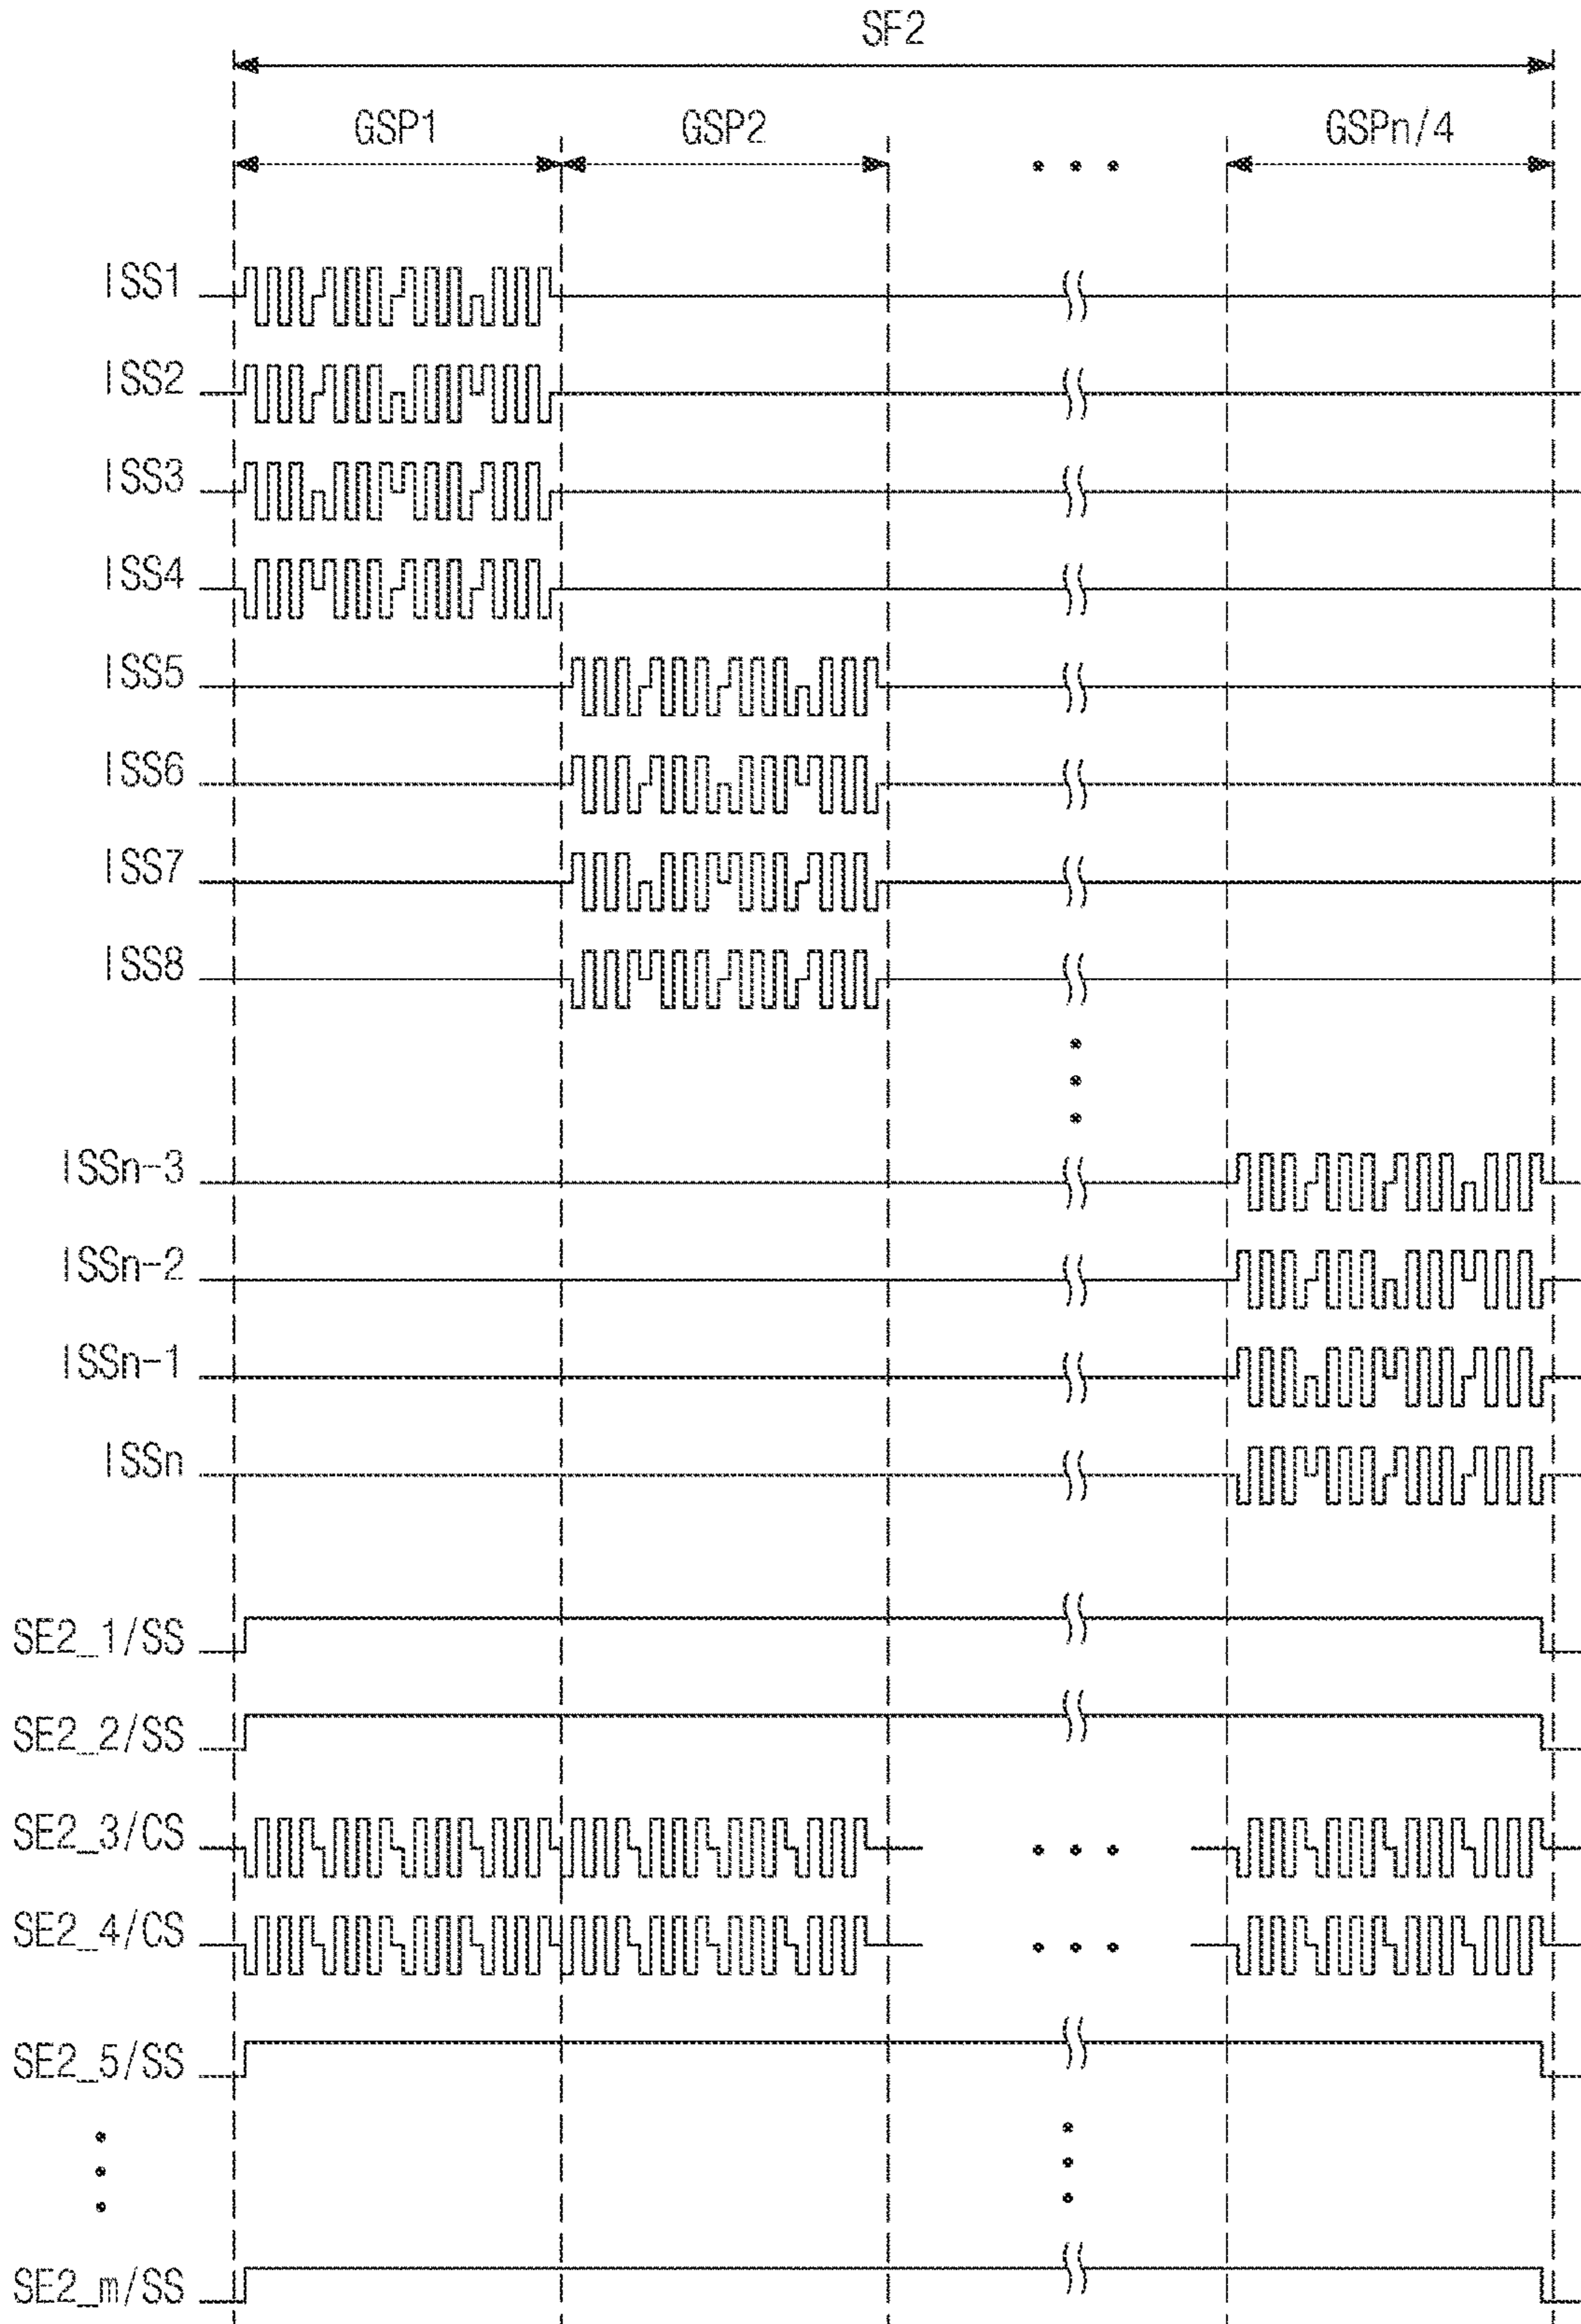 SF2
GSP1 GSP2 GSPn/4
ISS1
ISS2
ISS3
ISS4
ISS5
ISS6
ISS7
ISS8
ISSn-3
ISSn-2
ISSn-1
ISSn
SE2_1/SS
SE2_2/SS
SE2_3/CS
SE2_4/CS
SE2_5/SS
SE2_m/SS